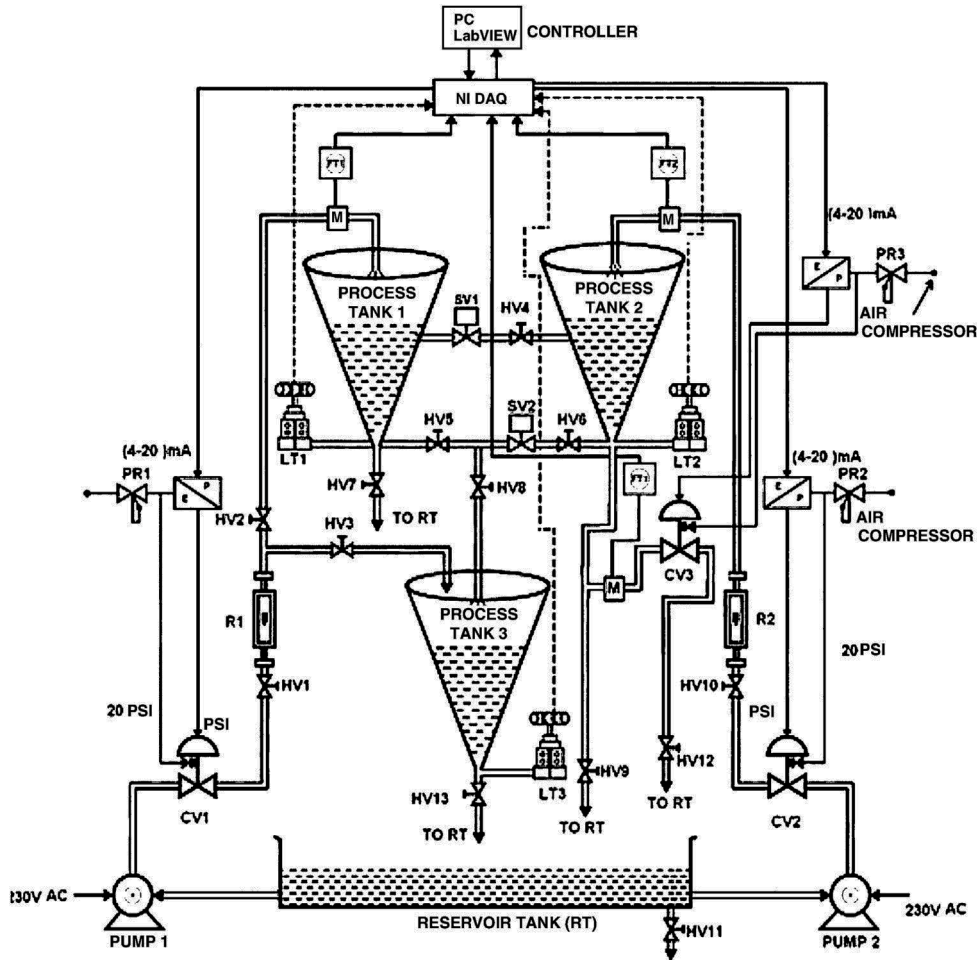 PC
LabVIEW
CONTROLLER
NI DAQ
FT1
FT2
M
M
(4-20 )mA
E
P
PR3
AIR
COMPRESSOR
PROCESS
TANK 1
SV1
HV4
PROCESS
TANK 2
LT1
HV5
SV2
HV6
LT2
(4-20 )mA
PR1
E
P
HV7
TO RT
HV8
(4-20 )mA
E
P
PR2
AIR
COMPRESSOR
HV2
HV3
CV3
M
R1
PROCESS
TANK 3
R2
HV1
HV10
20 PSI
20 PSI
PSI
PSI
CV1
HV13
TO RT
LT3
HV9
TO RT
HV12
TO RT
CV2
230V AC
PUMP 1
RESERVOIR TANK (RT)
HV11
PUMP 2
230V AC